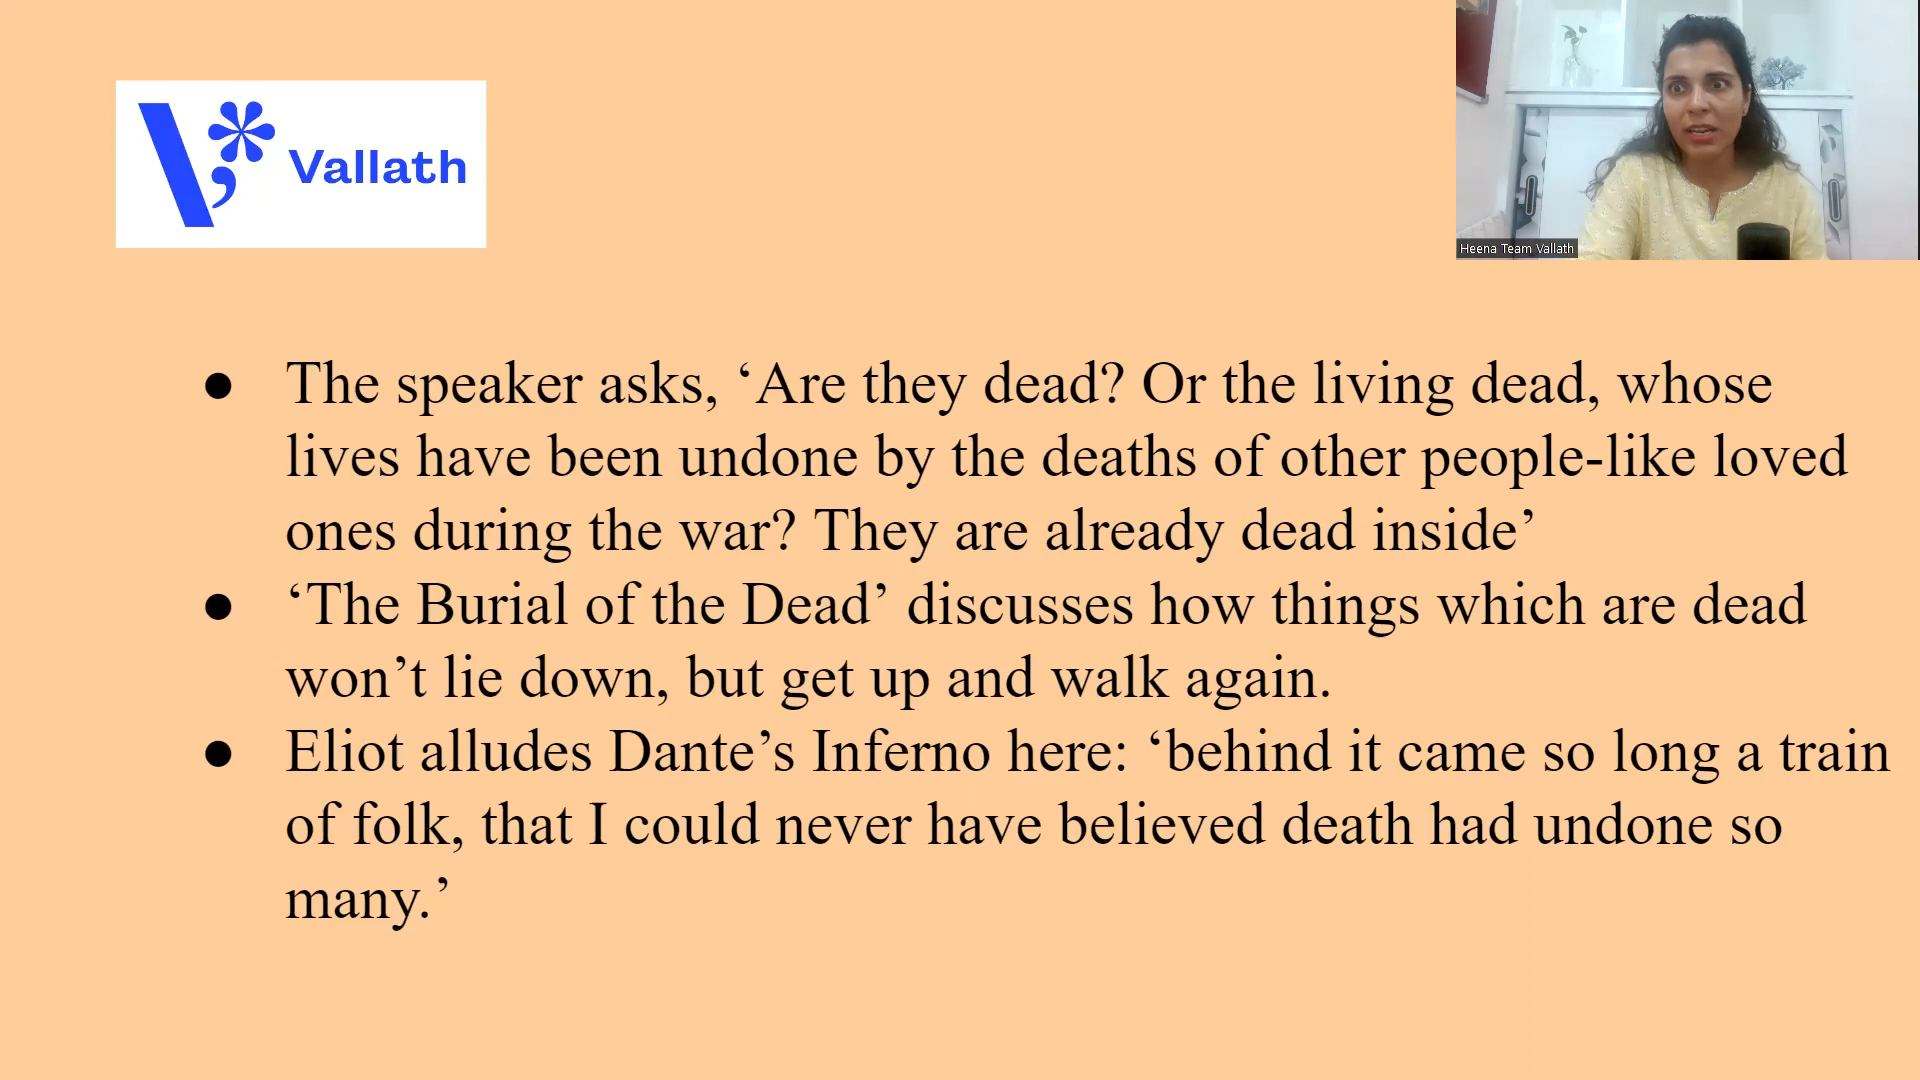 Vallath
Heena Team Vallath
● The speaker asks, ‘Are they dead? Or the living dead, whose
lives have been undone by the deaths of other people-like loved
ones during the war? They are already dead inside’
● ‘The Burial of the Dead’ discusses how things which are dead
won’t lie down, but get up and walk again.
● Eliot alludes Dante’s Inferno here: ‘behind it came so long a train
of folk, that I could never have believed death had undone so
many.’